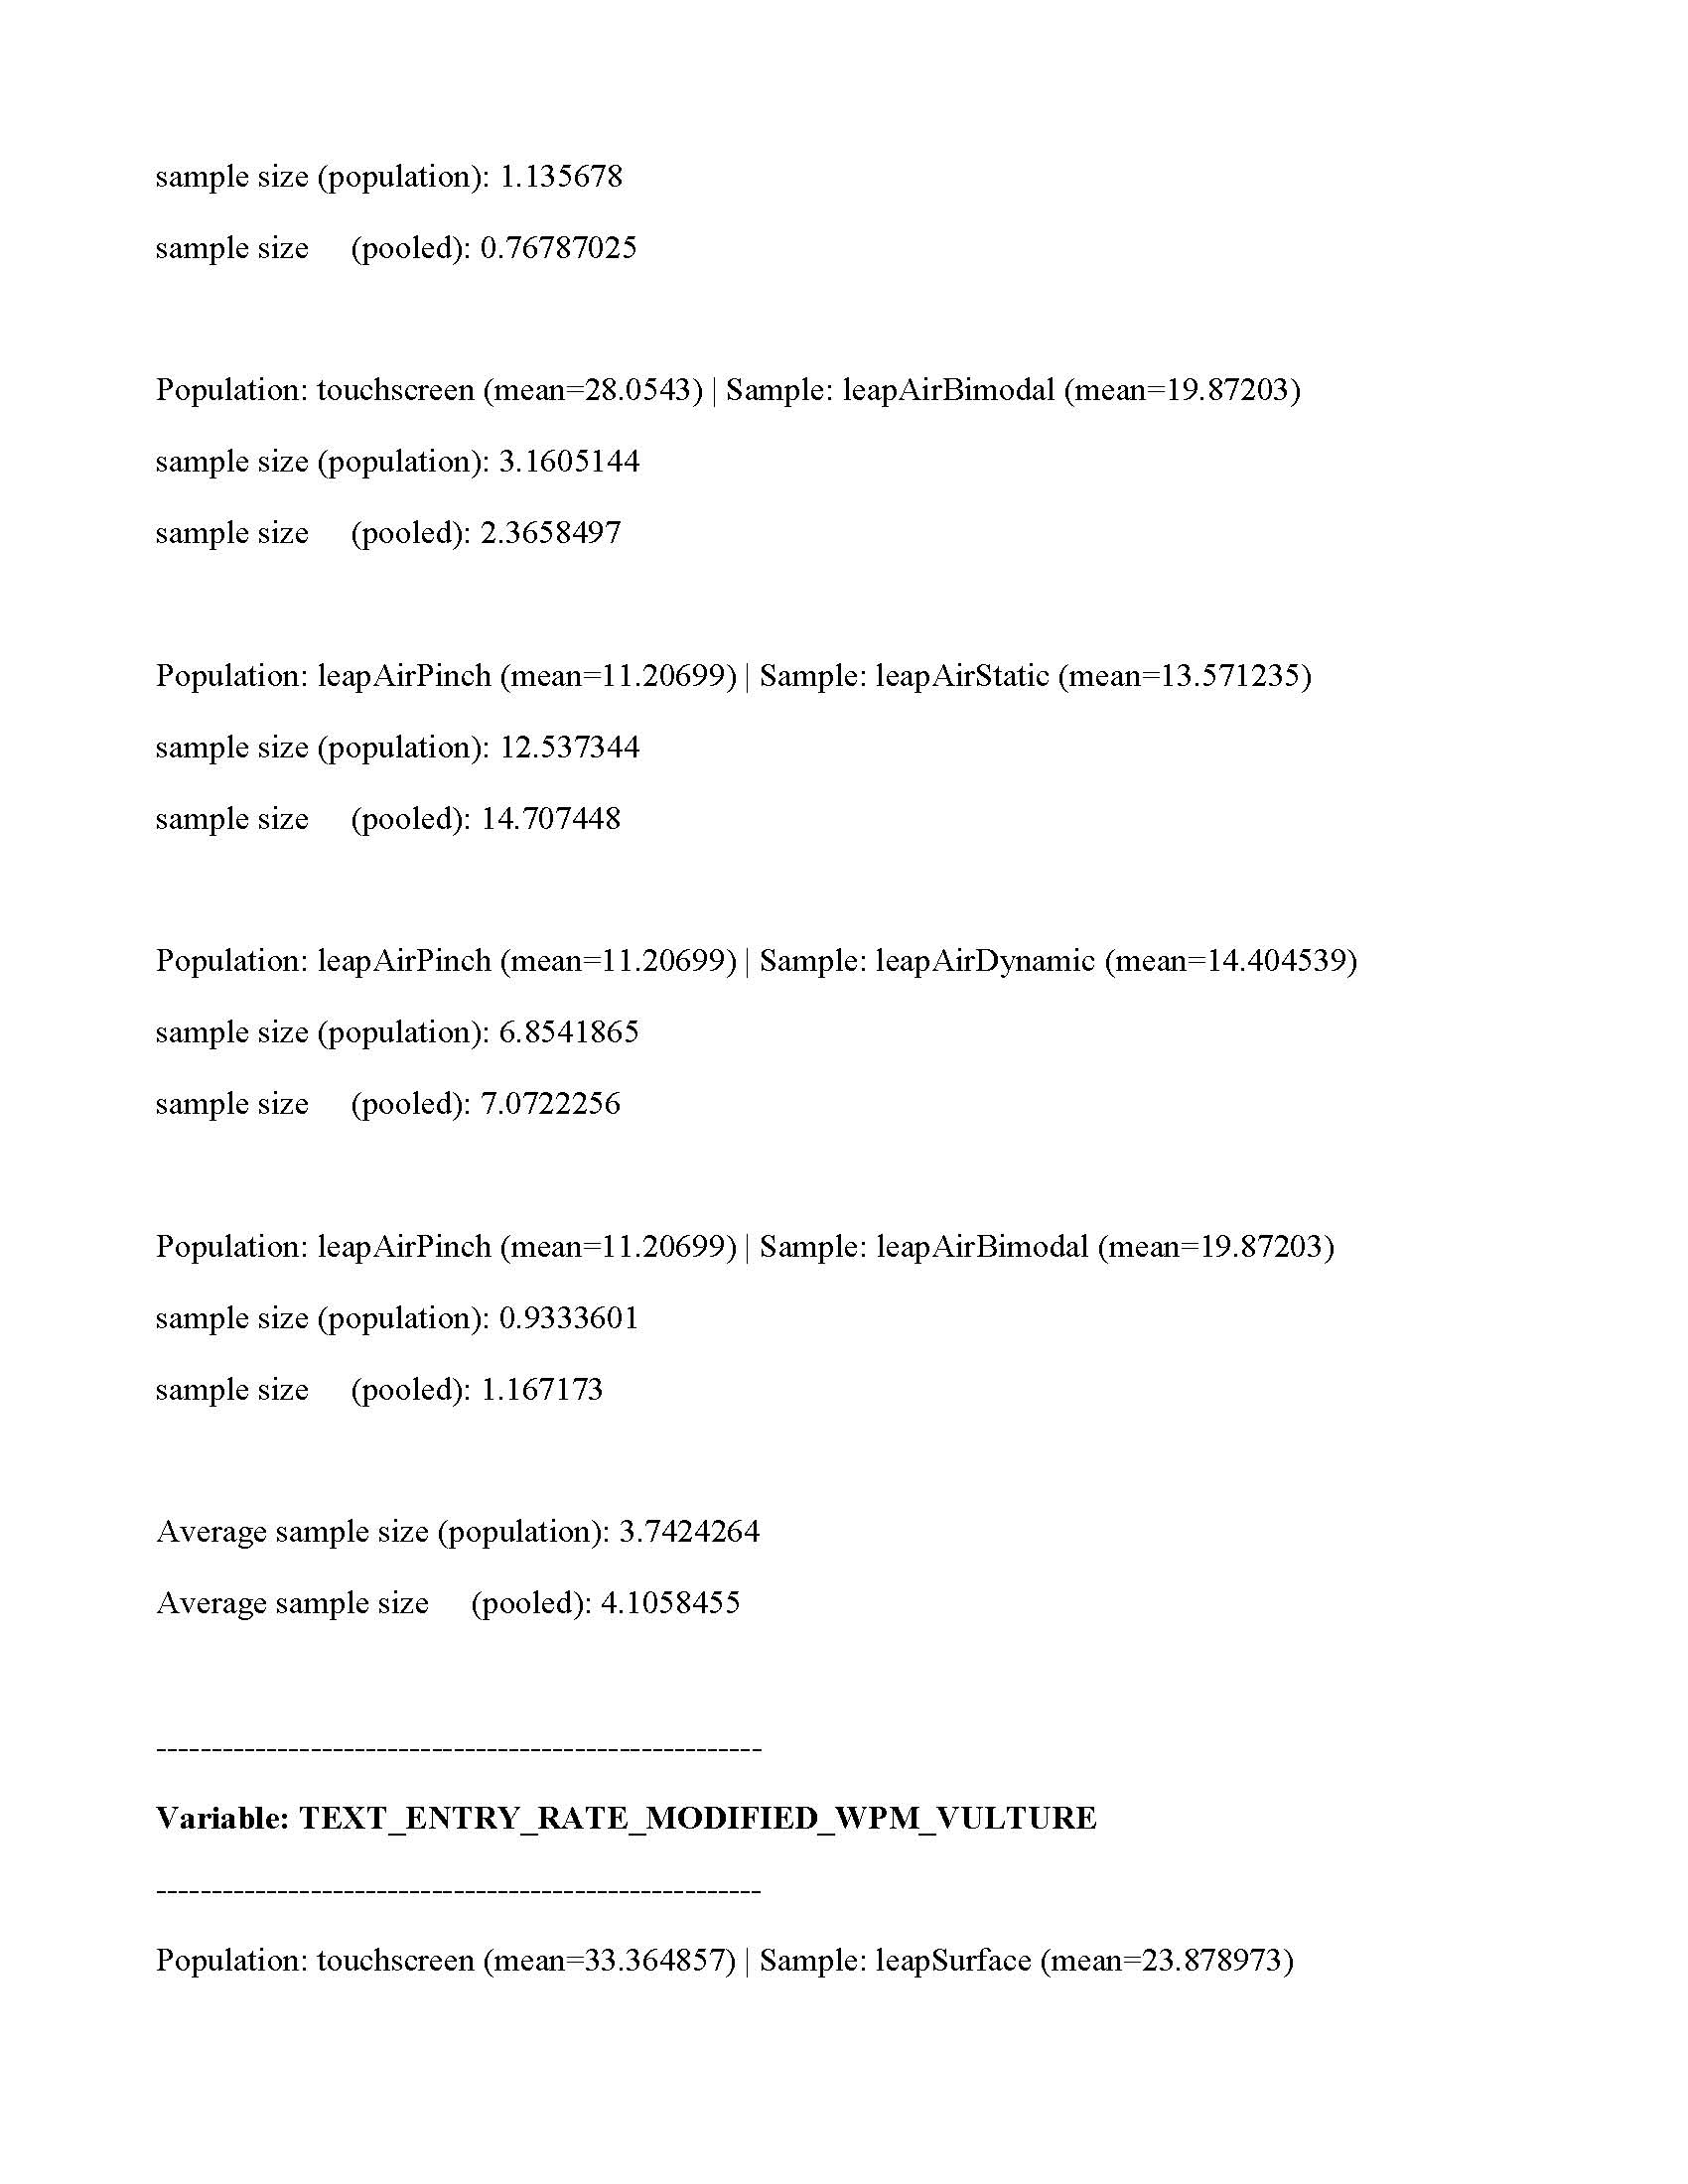 sample size (population): 1.135678
sample size (pooled): 0.76787025
Population: touchscreen (mean=28.0543) | Sample: leapAirBimodal (mean=19.87203)
sample size (population): 3.1605144
sample size (pooled): 2.3658497
Population: leapAirPinch (mean=11.20699) | Sample: leapAirStatic (mean=13.571235)
sample size (population): 12.537344
sample size (pooled): 14.707448
Population: leapAirPinch (mean=11.20699) | Sample: leapAirDynamic (mean=14.404539)
sample size (population): 6.8541865
sample size (pooled): 7.0722256
Population: leapAirPinch (mean=11.20699) | Sample: leapAirBimodal (mean=19.87203)
sample size (population): 0.9333601
sample size (pooled): 1.167173
Average sample size (population): 3.7424264
Average sample size (pooled): 4.1058455
-------------------------------------------------------
Variable: TEXT_ENTRY_RATE_MODIFIED_WPM_VULTURE
-------------------------------------------------------
Population: touchscreen (mean=33.364857) | Sample: leapSurface (mean=23.878973)